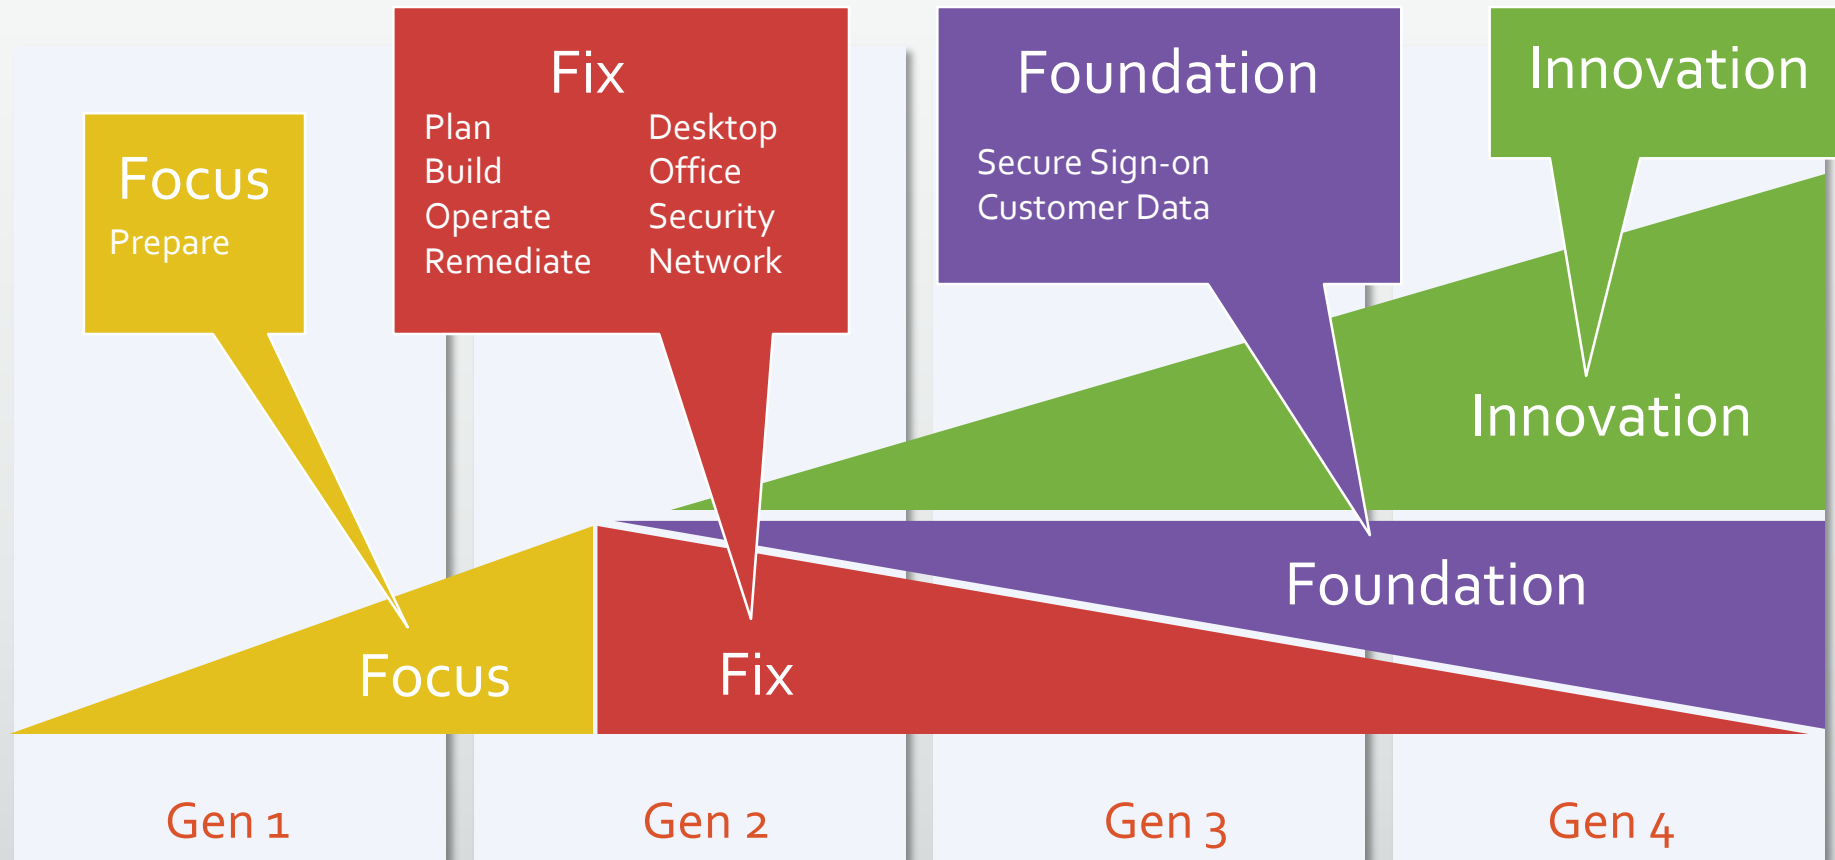 Focus
Prepare
Fix
Plan
Build
Operate
Remediate
Desktop
Office
Security
Network
Foundation
Secure Sign-on
Customer Data
Innovation
Innovation
Foundation
Focus
Fix
Gen 1
Gen 2
Gen 3
Gen 4